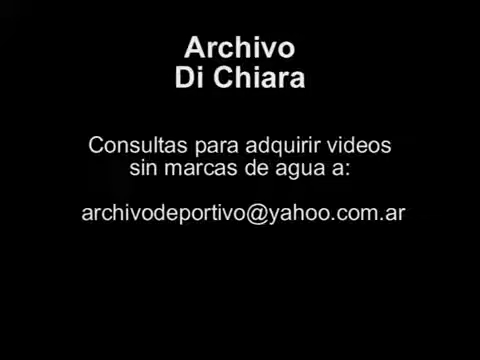 Archivo
Di Chiara
Consultas para adquirir videos
sin marcas de agua a:
archivodeportivo@yahoo.com.ar